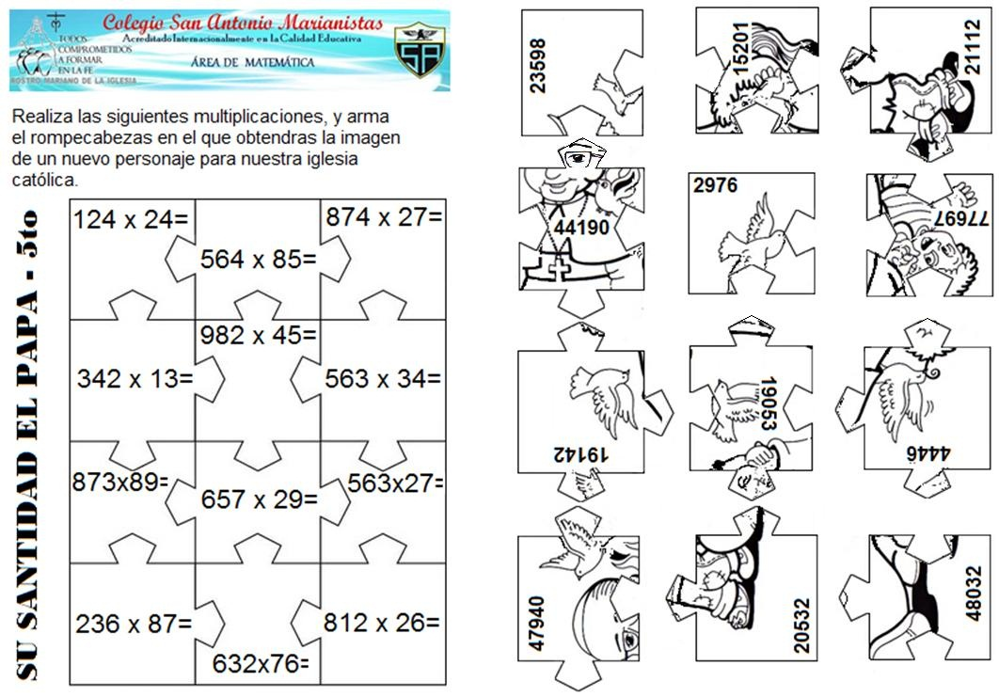 Colegio San Antonio Marianistas
Acreditado Internacionalmente en la Calidad Educativa
TODOS
COMPROMETIDOS
A FORMAR
EN LA FE
ROSTRO MARIANO DE LA IGLESIA
ÁREA DE MATEMÁTICA
SA
Realiza las siguientes multiplicaciones, y arma
el rompecabezas en el que obtendras la imagen
de un nuevo personaje para nuestra iglesia
católica.
SU SANTIDAD EL PAPA - 5to
124 x 24=
564 x 85=
874 x 27=
342 x 13=
982 x 45=
563 x 34=
873x89=
657 x 29=
563x27=
236 x 87=
632x76=
812 x 26=
23598
15201
21112
44190
2976
77697
19142
19053
4446
47940
20532
48032